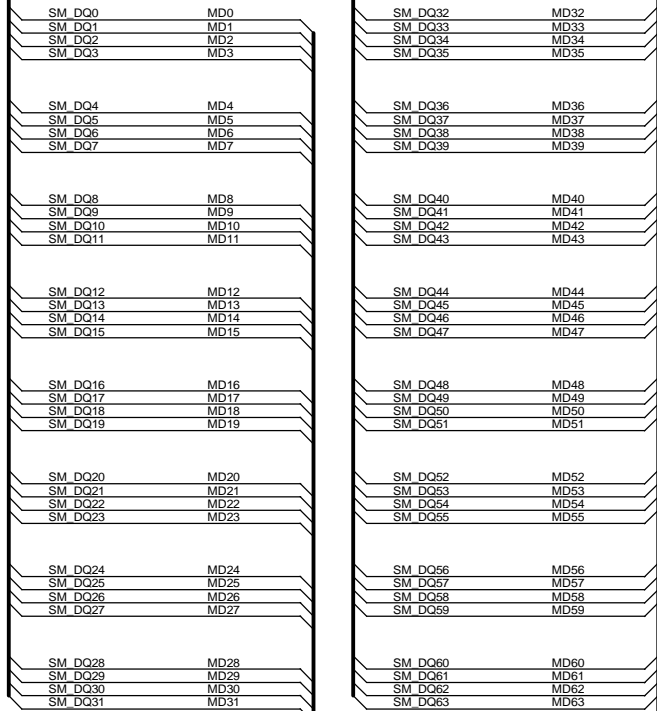 SM_DQ0 MD0
SM_DQ1 MD1
SM_DQ2 MD2
SM_DQ3 MD3
SM_DQ4 MD4
SM_DQ5 MD5
SM_DQ6 MD6
SM_DQ7 MD7
SM_DQ8 MD8
SM_DQ9 MD9
SM_DQ10 MD10
SM_DQ11 MD11
SM_DQ12 MD12
SM_DQ13 MD13
SM_DQ14 MD14
SM_DQ15 MD15
SM_DQ16 MD16
SM_DQ17 MD17
SM_DQ18 MD18
SM_DQ19 MD19
SM_DQ20 MD20
SM_DQ21 MD21
SM_DQ22 MD22
SM_DQ23 MD23
SM_DQ24 MD24
SM_DQ25 MD25
SM_DQ26 MD26
SM_DQ27 MD27
SM_DQ28 MD28
SM_DQ29 MD29
SM_DQ30 MD30
SM_DQ31 MD31
SM_DQ32 MD32
SM_DQ33 MD33
SM_DQ34 MD34
SM_DQ35 MD35
SM_DQ36 MD36
SM_DQ37 MD37
SM_DQ38 MD38
SM_DQ39 MD39
SM_DQ40 MD40
SM_DQ41 MD41
SM_DQ42 MD42
SM_DQ43 MD43
SM_DQ44 MD44
SM_DQ45 MD45
SM_DQ46 MD46
SM_DQ47 MD47
SM_DQ48 MD48
SM_DQ49 MD49
SM_DQ50 MD50
SM_DQ51 MD51
SM_DQ52 MD52
SM_DQ53 MD53
SM_DQ54 MD54
SM_DQ55 MD55
SM_DQ56 MD56
SM_DQ57 MD57
SM_DQ58 MD58
SM_DQ59 MD59
SM_DQ60 MD60
SM_DQ61 MD61
SM_DQ62 MD62
SM_DQ63 MD63